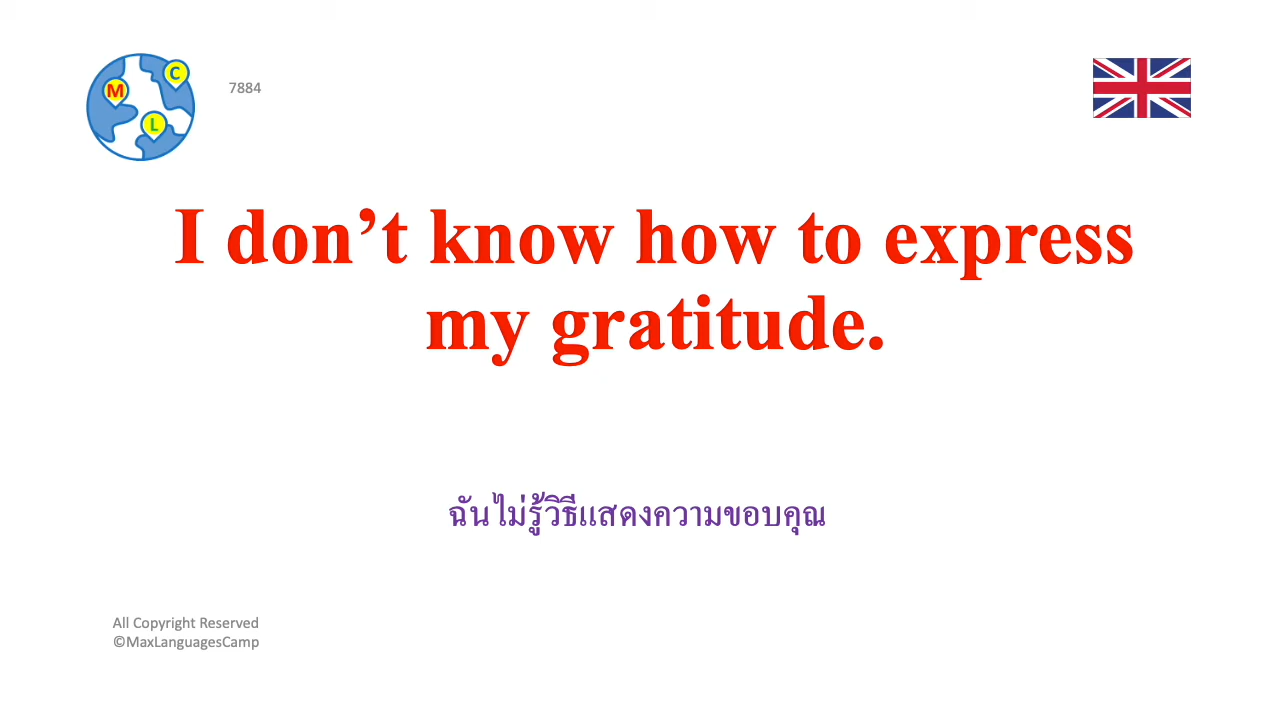 M
C
L
7884
I don’t know how to express
my gratitude.
ฉันไม่รู้วิธีแสดงความขอบคุณ
All Copyright Reserved
©MaxLanguagesCamp